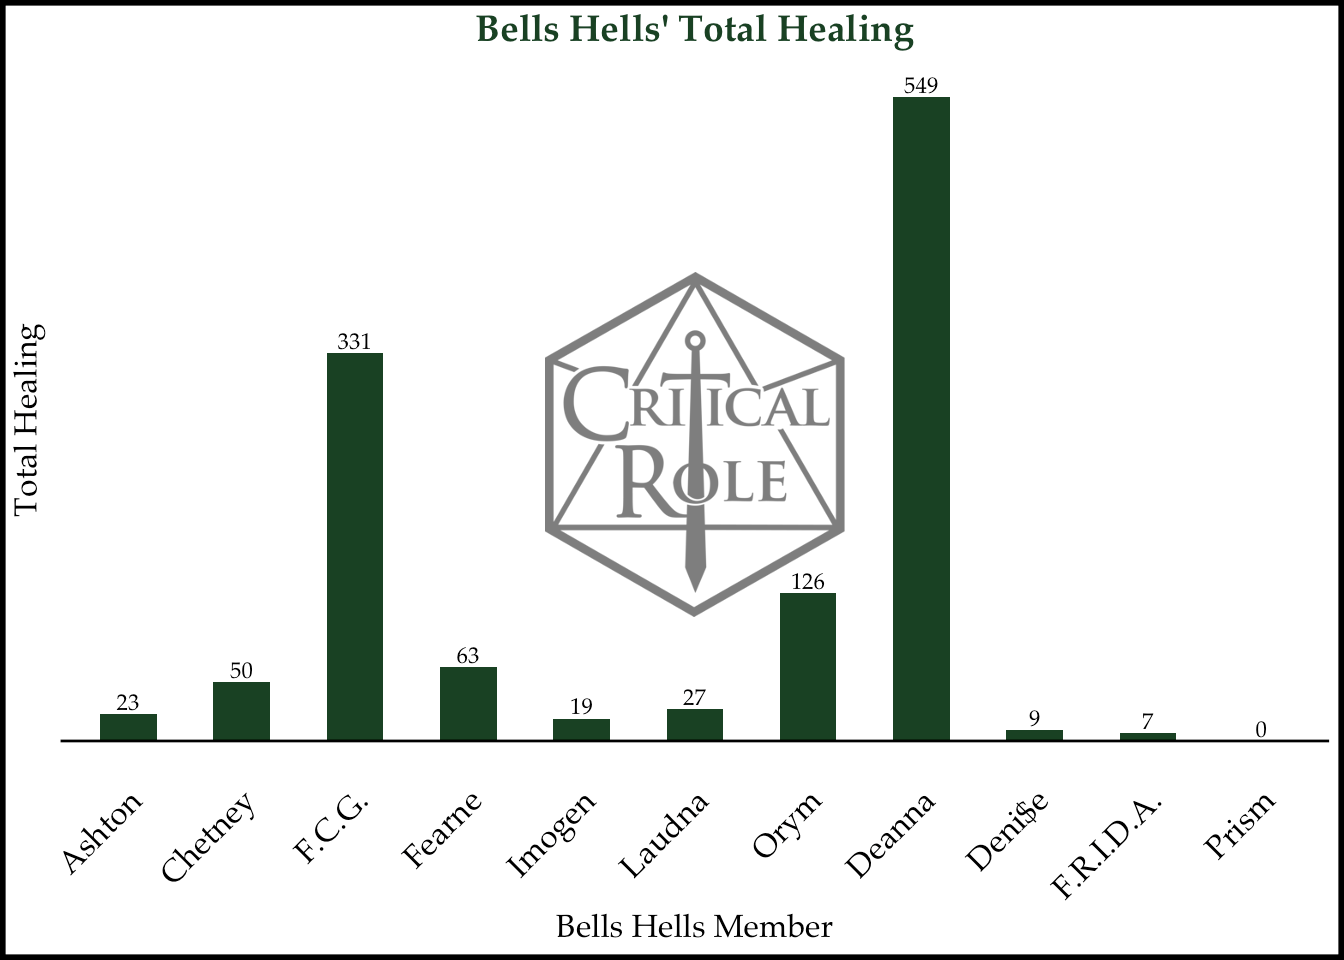 Bells Hells' Total Healing
549
331
126
63
50
27
23
19
9
7
0
Total Healing
CRITICAL
ROLE
Ashton
Chetney
F.C.G.
Fearne
Imogen
Laudna
Orym
Deanna
Deni$e
F.R.I.D.A.
Prism
Bells Hells Member